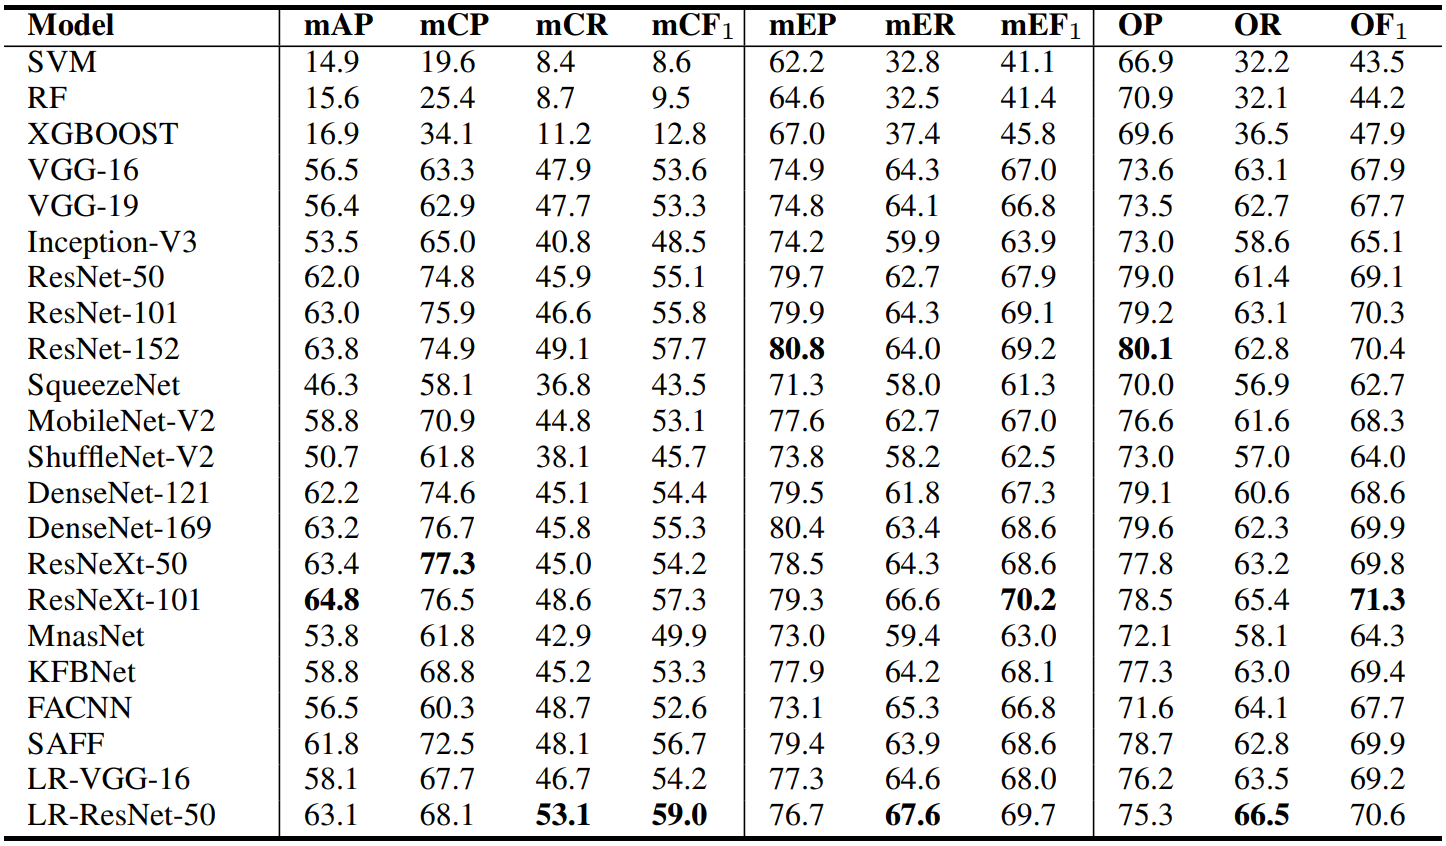 Model mAP mCP mCR mCF₁ mEP mER mEF₁ OP OR OF₁
SVM 14.9 19.6 8.4 8.6 62.2 32.8 41.1 66.9 32.2 43.5
RF 15.6 25.4 8.7 9.5 64.6 32.5 41.4 70.9 32.1 44.2
XGBOOST 16.9 34.1 11.2 12.8 67.0 37.4 45.8 69.6 36.5 47.9
VGG-16 56.5 63.3 47.9 53.6 74.9 64.3 67.0 73.6 63.1 67.9
VGG-19 56.4 62.9 47.7 53.3 74.8 64.1 66.8 73.5 62.7 67.7
Inception-V3 53.5 65.0 40.8 48.5 74.2 59.9 63.9 73.0 58.6 65.1
ResNet-50 62.0 74.8 45.9 55.1 79.7 62.7 67.9 79.0 61.4 69.1
ResNet-101 63.0 75.9 46.6 55.8 79.9 64.3 69.1 79.2 63.1 70.3
ResNet-152 63.8 74.9 49.1 57.7 80.8 64.0 69.2 80.1 62.8 70.4
SqueezeNet 46.3 58.1 36.8 43.5 71.3 58.0 61.3 70.0 56.9 62.7
MobileNet-V2 58.8 70.9 44.8 53.1 77.6 62.7 67.0 76.6 61.6 68.3
ShuffleNet-V2 50.7 61.8 38.1 45.7 73.8 58.2 62.5 73.0 57.0 64.0
DenseNet-121 62.2 74.6 45.1 54.4 79.5 61.8 67.3 79.1 60.6 68.6
DenseNet-169 63.2 76.7 45.8 55.3 80.4 63.4 68.6 79.6 62.3 69.9
ResNeXt-50 63.4 77.3 45.0 54.2 78.5 64.3 68.6 77.8 63.2 69.8
ResNeXt-101 64.8 76.5 48.6 57.3 79.3 66.6 70.2 78.5 65.4 71.3
MnasNet 53.8 61.8 42.9 49.9 73.0 59.4 63.0 72.1 58.1 64.3
KFBNet 58.8 68.8 45.2 53.3 77.9 64.2 68.1 77.3 63.0 69.4
FACNN 56.5 60.3 48.7 52.6 73.1 65.3 66.8 71.6 64.1 67.7
SAFF 61.8 72.5 48.1 56.7 79.4 63.9 68.6 78.7 62.8 69.9
LR-VGG-16 58.1 67.7 46.7 54.2 77.3 64.6 68.0 76.2 63.5 69.2
LR-ResNet-50 63.1 68.1 53.1 59.0 76.7 67.6 69.7 75.3 66.5 70.6